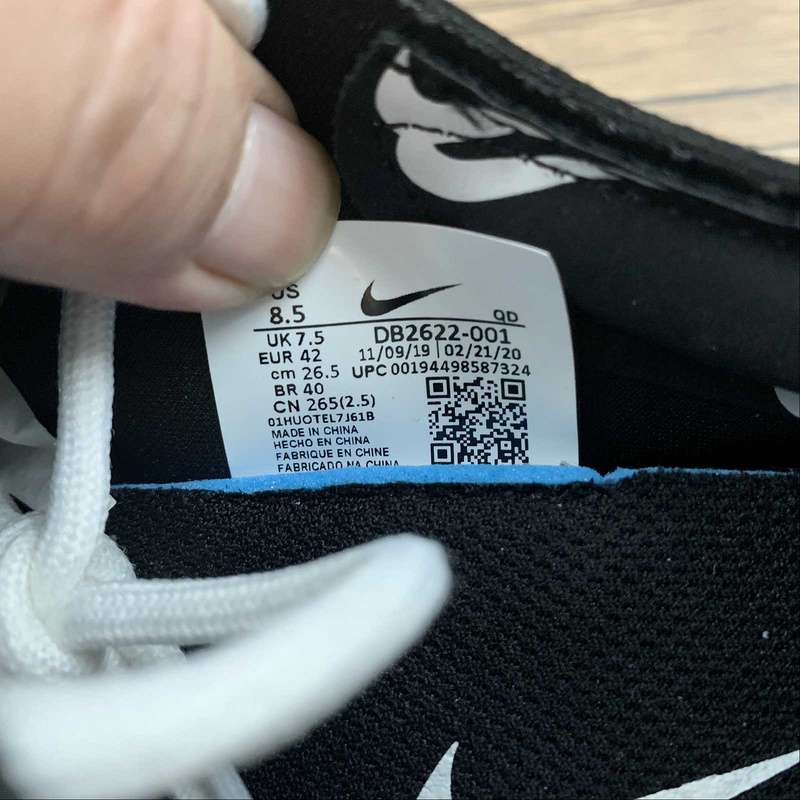 US
8.5
QD
UK 7.5
DB2622-001
EUR 42
11/09/19 | 02/21/20
cm 26.5
UPC 00194498587324
BR 40
CN 265(2.5)
01HUOTEL7J61B
MADE IN CHINA
HECHO EN CHINA
FABRIQUE EN CHINE
FABRICADO NA CHINA